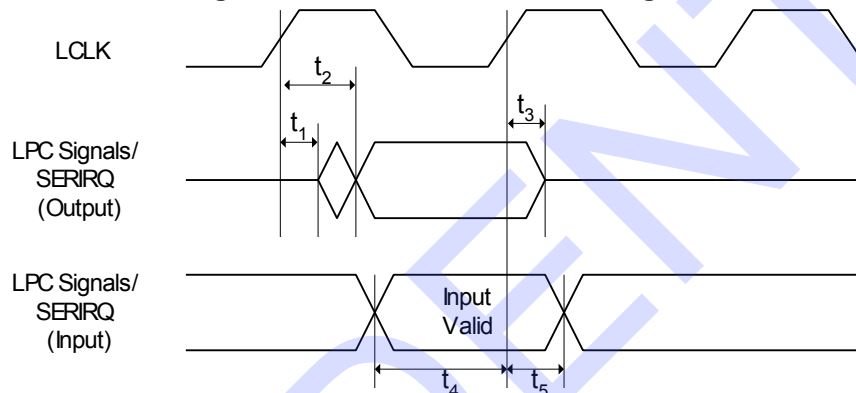 LCLK
t2
t1
t3
LPC Signals/
SERIRQ
(Output)
LPC Signals/
SERIRQ
(Input)
Input
Valid
t4
t5